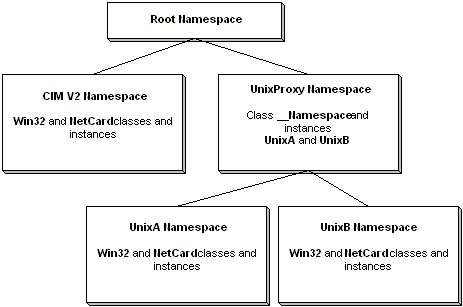 Root Namespace
CIM V2 Namespace
Win32 and NetCardclasses and
instances
UnixProxy Namespace
Class __Namespaceand
instances
UnixA and UnixB
UnixA Namespace
Win32 and NetCardclasses and
instances
UnixB Namespace
Win32 and NetCardclasses and
instances